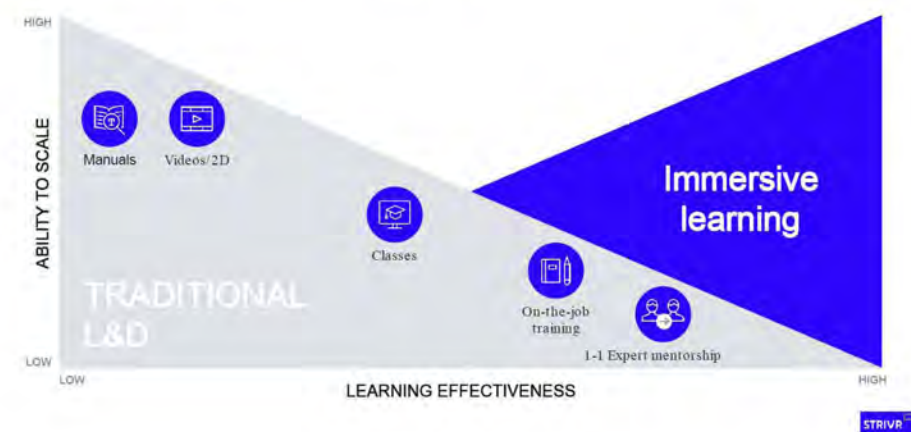 HIGH
ABILITY TO SCALE
Manuals
Videos/2D
Classes
On-the-job
training
1-1 Expert mentorship
Immersive
learning
TRADITIONAL
L&D
LOW
LOW
LEARNING EFFECTIVENESS
HIGH
STRIVR